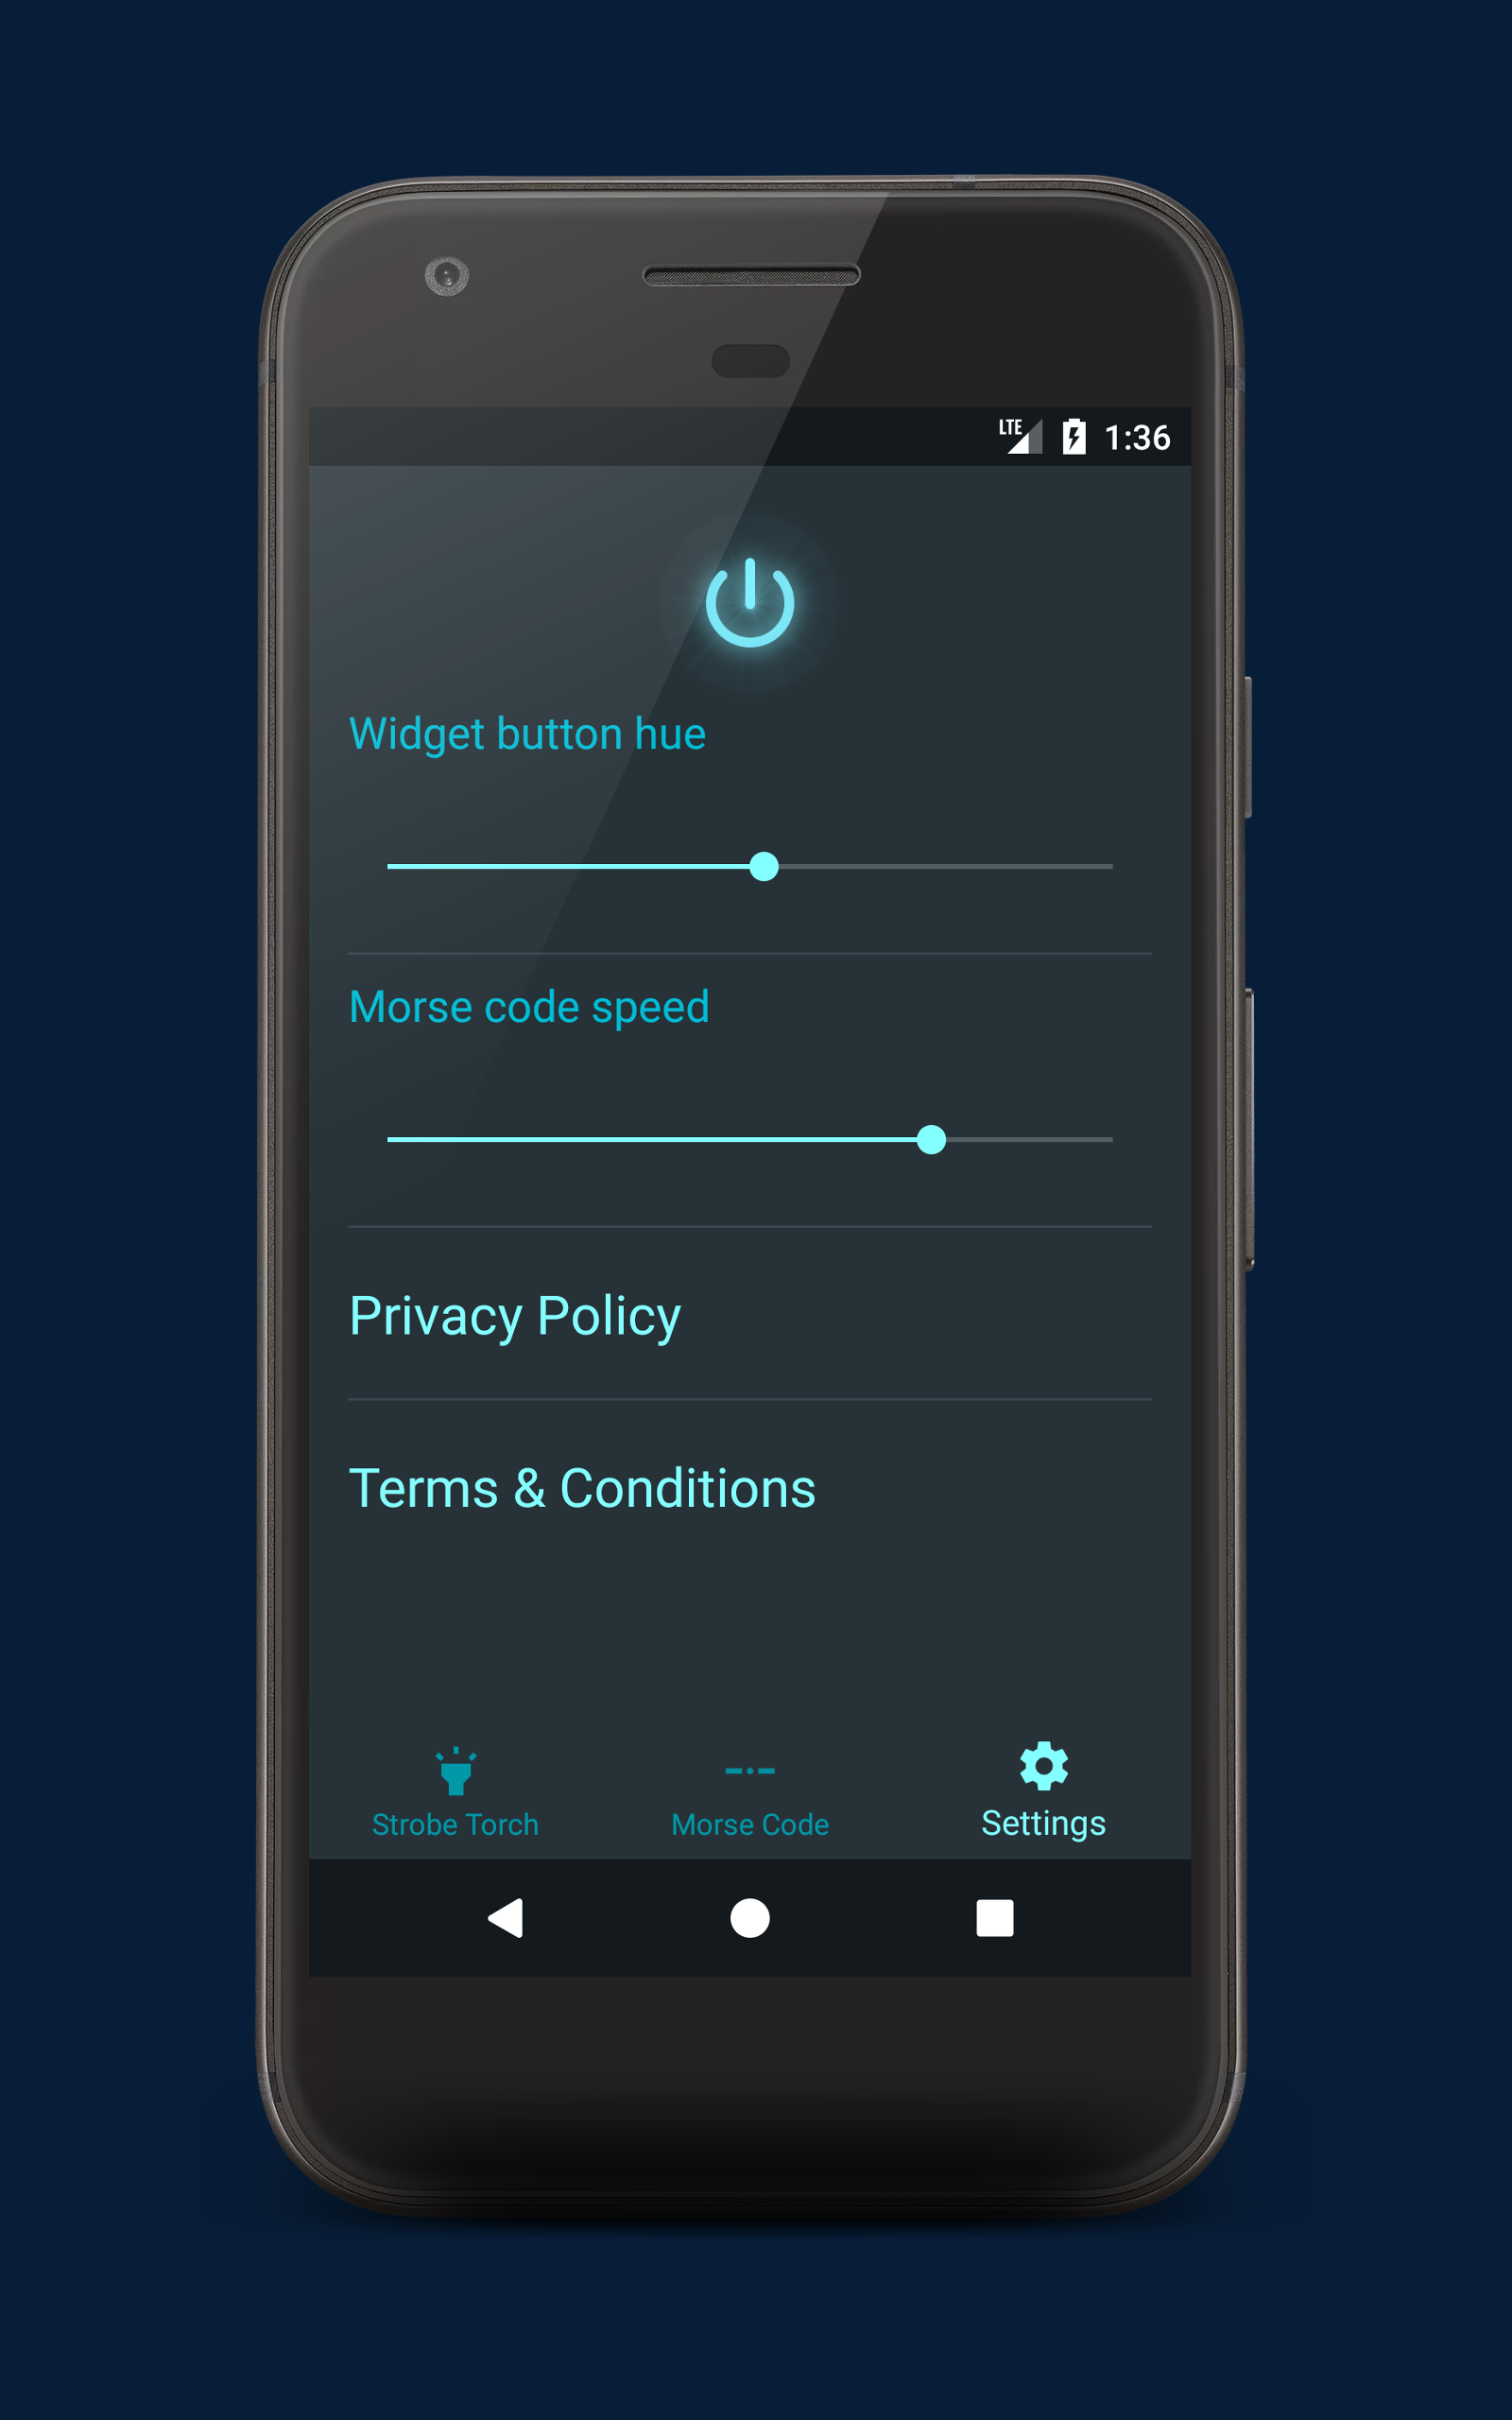 LTE 1:36
Widget button hue
Morse code speed
Privacy Policy
Terms & Conditions
Strobe Torch Morse Code Settings